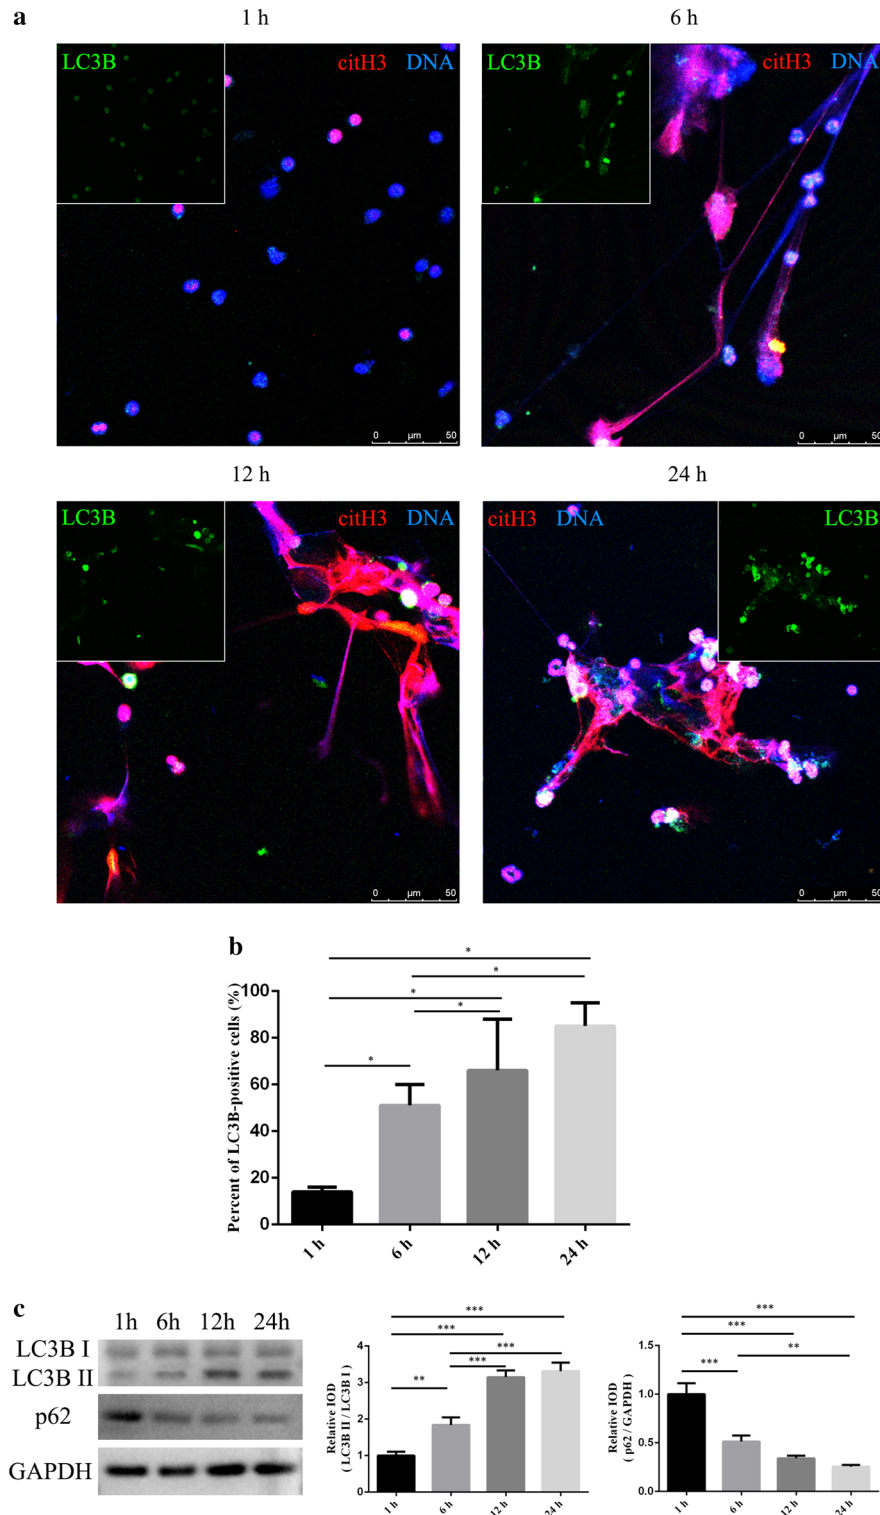 a
1 h
6 h
LC3B
citH3 DNA
0 µm 50
LC3B
citH3 DNA
0 µm 50
12 h
24 h
LC3B
citH3 DNA
0 µm 50
citH3 DNA
LC3B
0 µm 50
b
Percent of LC3B-positive cells (%)
100
80
60
40
20
0
*
*
*
*
*
1 h
6 h
12 h
24 h
c
1h 6h 12h 24h
LC3B I
LC3B II
p62
GAPDH
Relative IOD
( LC3B II / LC3B I )
4
3
2
1
0
***
***
***
***
**
1 h
6 h
12 h
24 h
Relative IOD
( p62 / GAPDH )
1.5
1.0
0.5
0.0
***
***
**
***
1 h
6 h
12 h
24 h